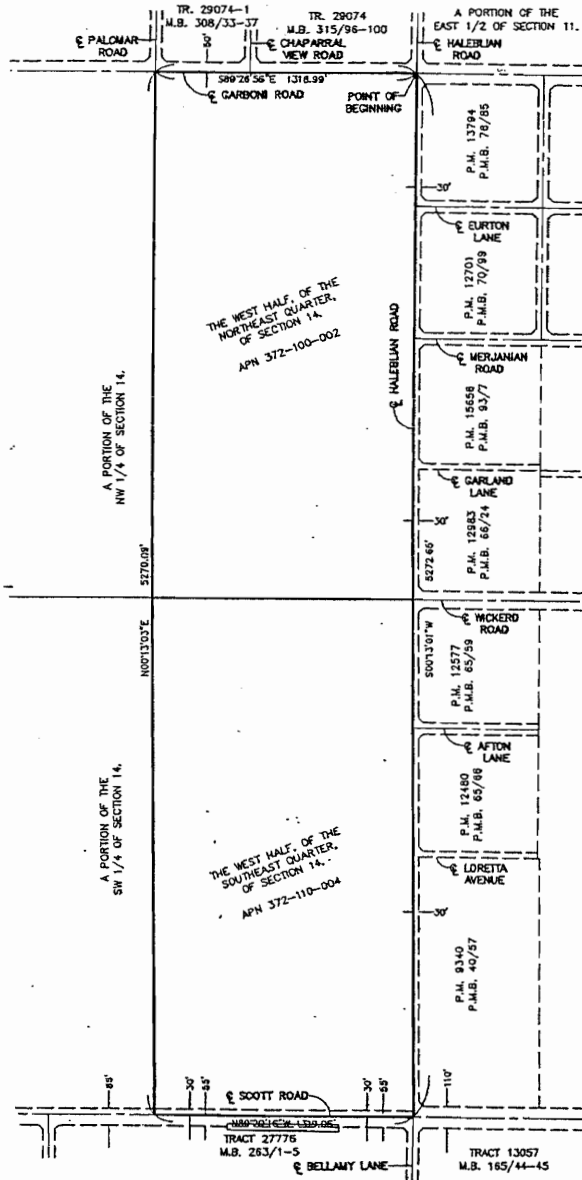 TR. 29074-1
M.B. 308/33-37
TR. 29074
M.B. 315/96-100
A PORTION OF THE
EAST 1/2 OF SECTION 11.
℄ PALOMAR
ROAD
50'
℄ CHAPARRAL
VIEW ROAD
℄ HALEBLIAN
ROAD
S89°26'56"E 1318.99'
℄ GARBONI ROAD
POINT OF
BEGINNING
P.M. 13794
P.M.B. 78/85
30'
℄ EURTON
LANE
P.M. 12701
P.M.B. 70/99
THE WEST HALF, OF THE
NORTHEAST QUARTER,
OF SECTION 14,
APN 372-100-002
℄ HALEBLIAN ROAD
℄ MERJANIAN
ROAD
P.M. 15656
P.M.B. 93/7
A PORTION OF THE
NW 1/4 OF SECTION 14,
℄ GARLAND
LANE
30'
P.M. 12983
P.M.B. 66/24
5270.09'
5272.65'
℄ WICKERD
ROAD
N00°13'03"E
S00°13'01"W
P.M. 12577
P.M.B. 65/59
℄ AFTON
LANE
P.M. 12480
P.M.B. 65/66
A PORTION OF THE
SW 1/4 OF SECTION 14,
THE WEST HALF, OF THE
SOUTHEAST QUARTER,
OF SECTION 14,
APN 372-110-004
℄ LORETTA
AVENUE
30'
P.M. 9340
P.M.B. 40/57
85'
30'
55'
℄ SCOTT ROAD
30'
55'
110'
TRACT 27776
M.B. 263/1-5
℄ BELLAMY LANE
TRACT 13057
M.B. 165/44-45